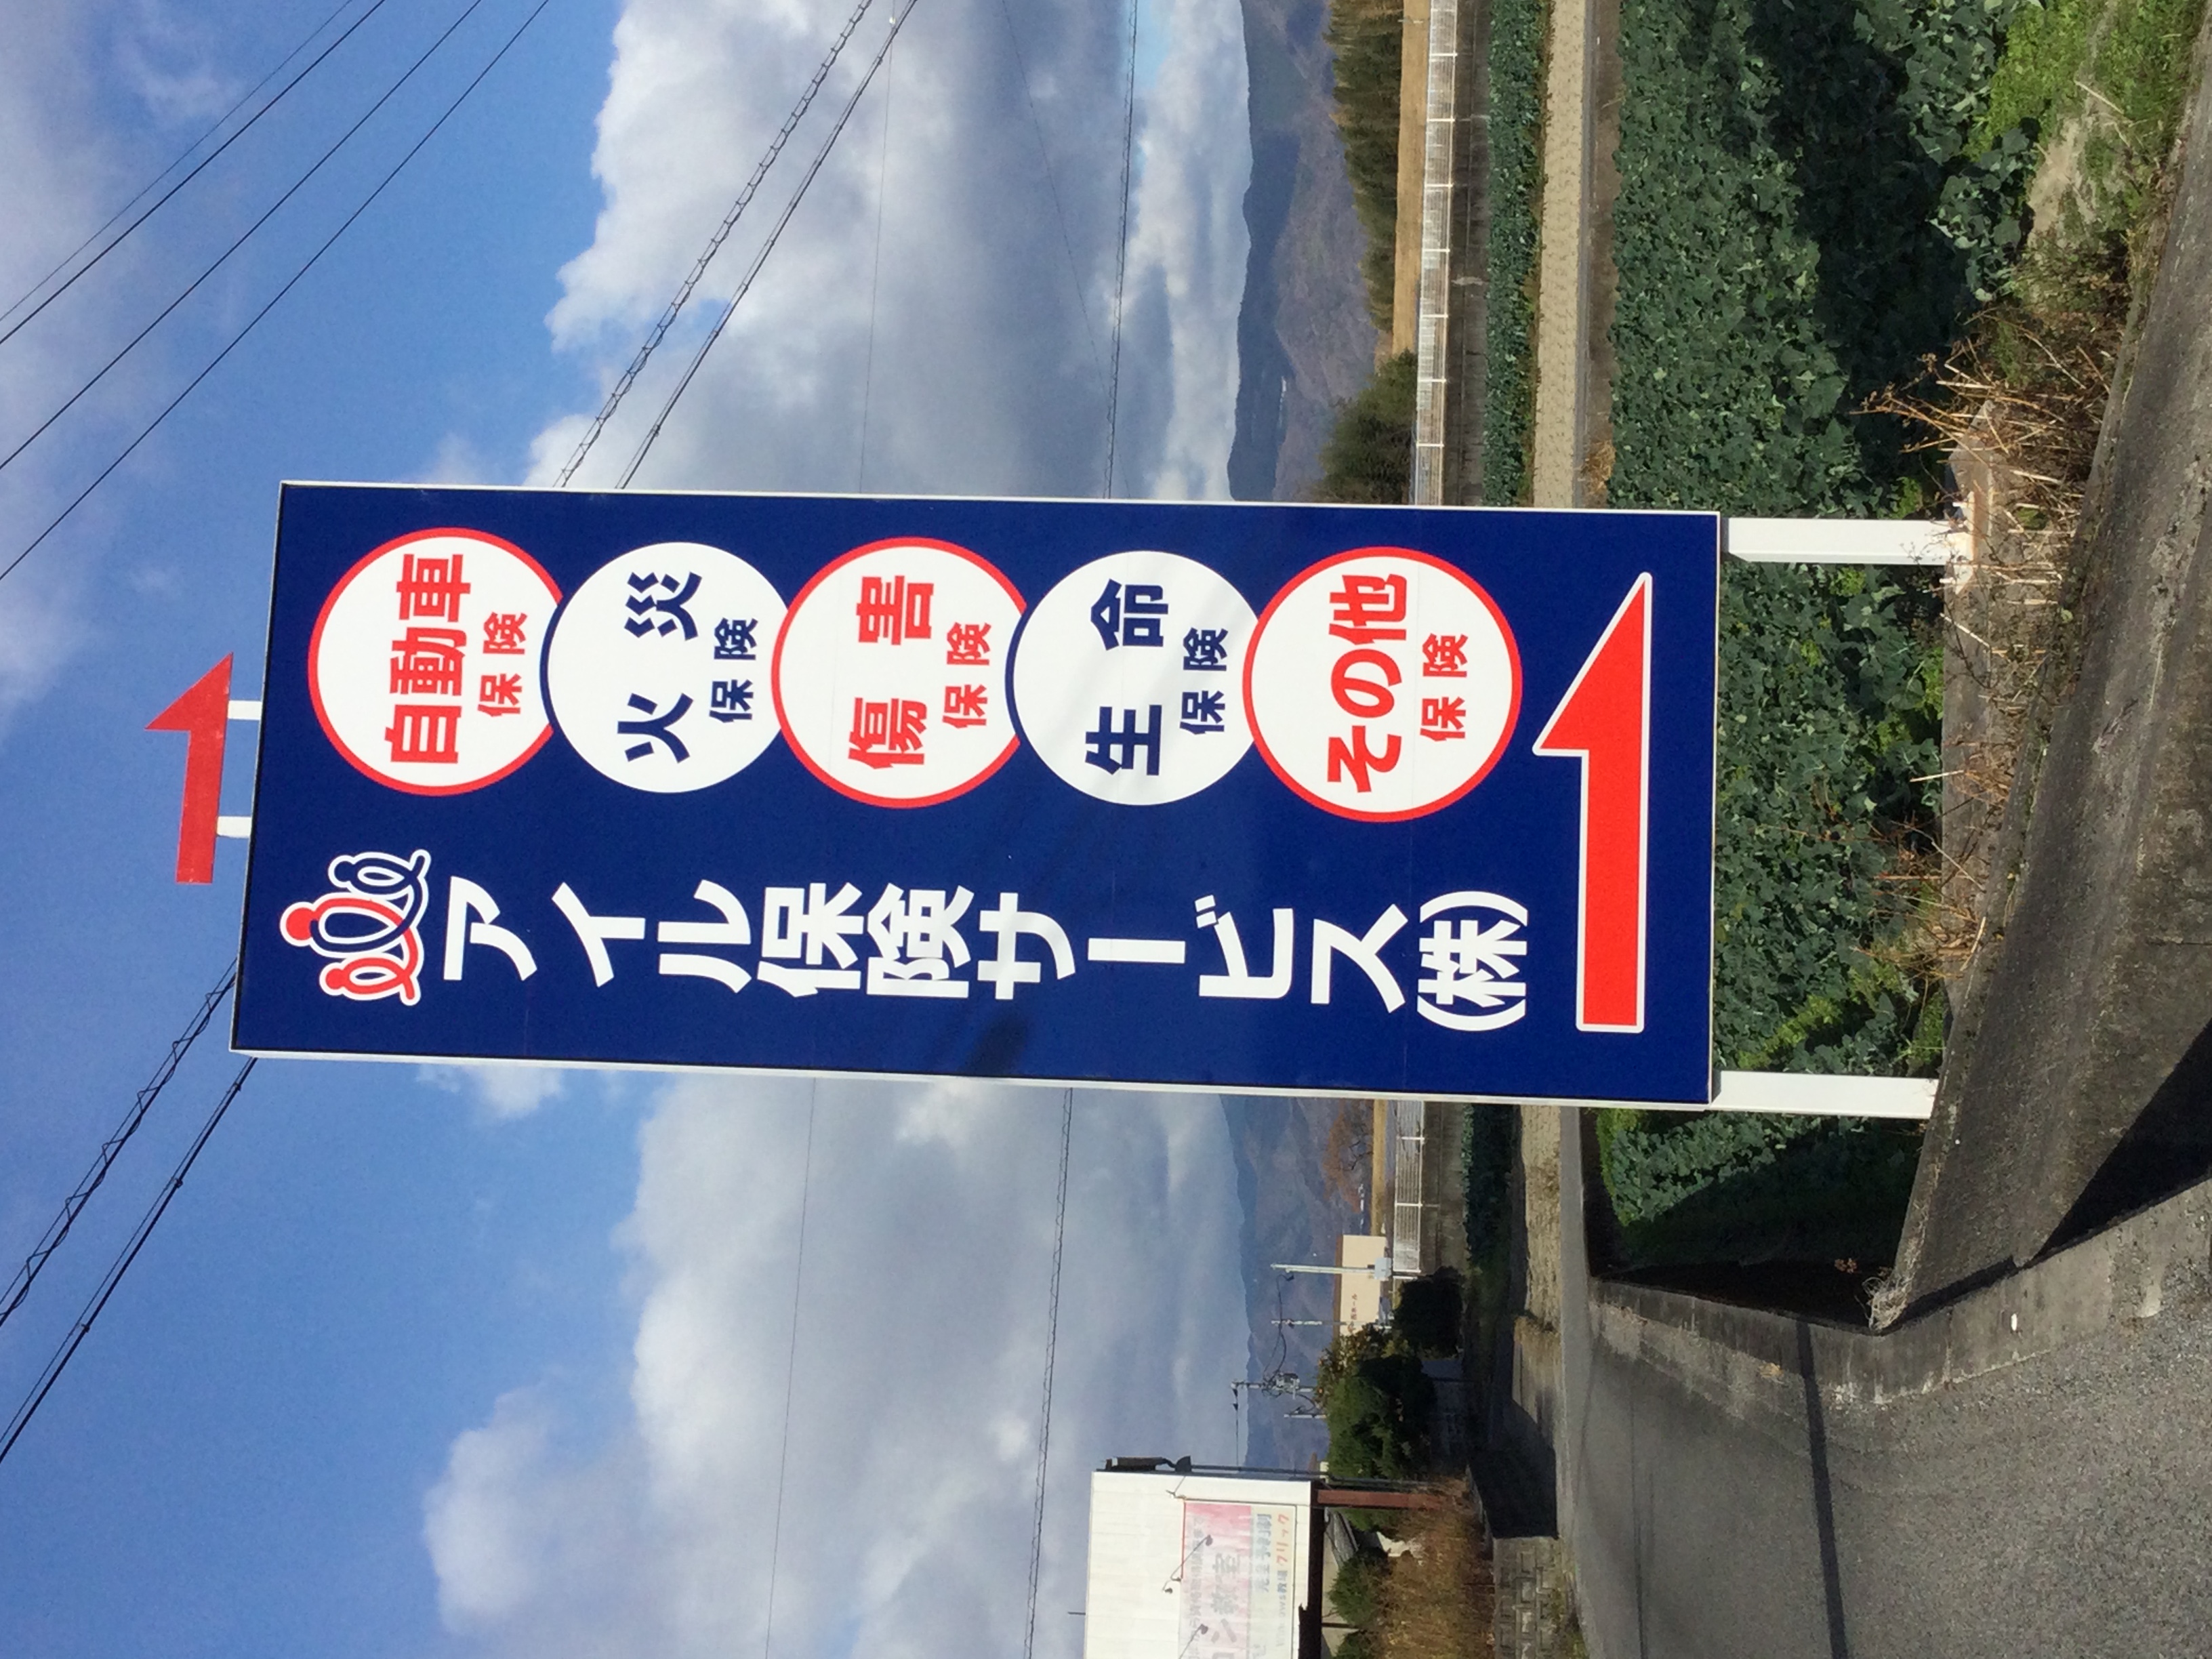 アイル保険サービス(株)
自動車
保険
火災
保険
傷害
保険
生命
保険
その他
保険